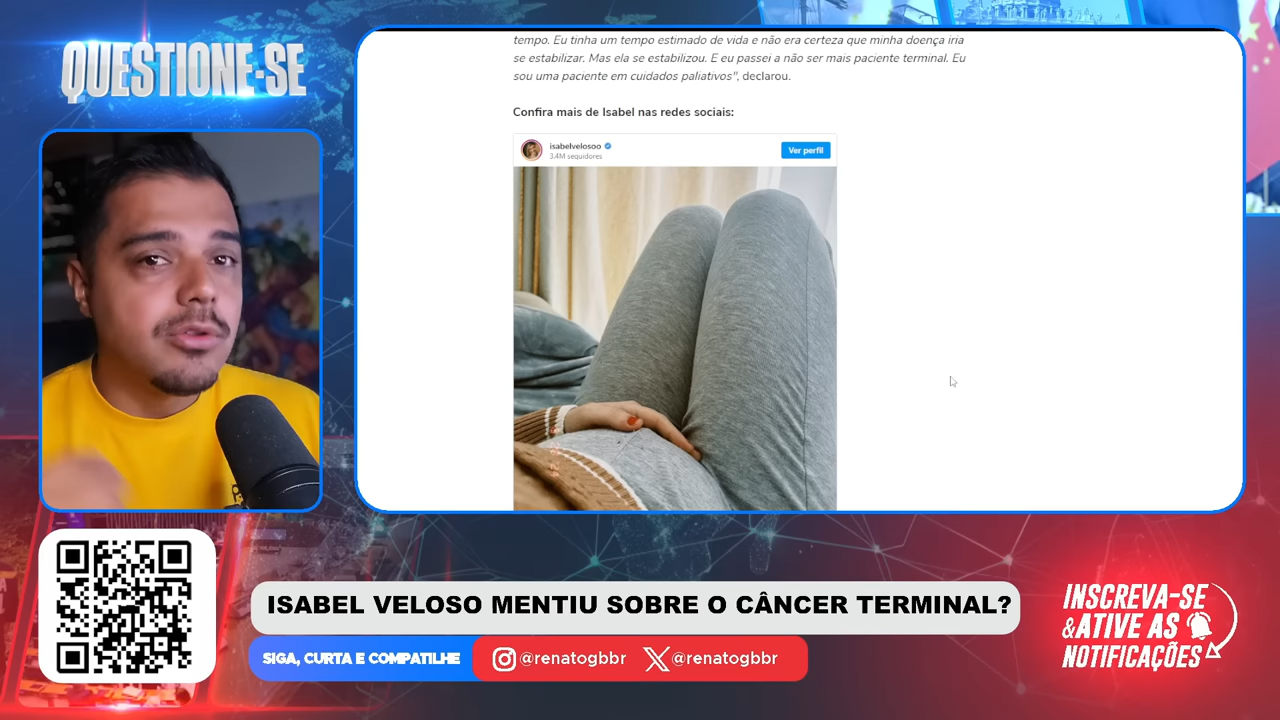 QUESTIONE-SE
tempo. Eu tinha um tempo estimado de vida e não era certeza que minha doença iria
se estabilizar. Mas ela se estabilizou. E eu passei a não ser mais paciente terminal. Eu
sou uma paciente em cuidados paliativos", declarou.
Confira mais de Isabel nas redes sociais:
isabelvelosoo
3.4M seguidores
Ver perfil
ISABEL VELOSO MENTIU SOBRE O CÂNCER TERMINAL?
SIGA, CURTA E COMPATILHE
@renatogbbr
@renatogbbr
INSCREVA-SE
&ATIVE AS
NOTIFICAÇÕES